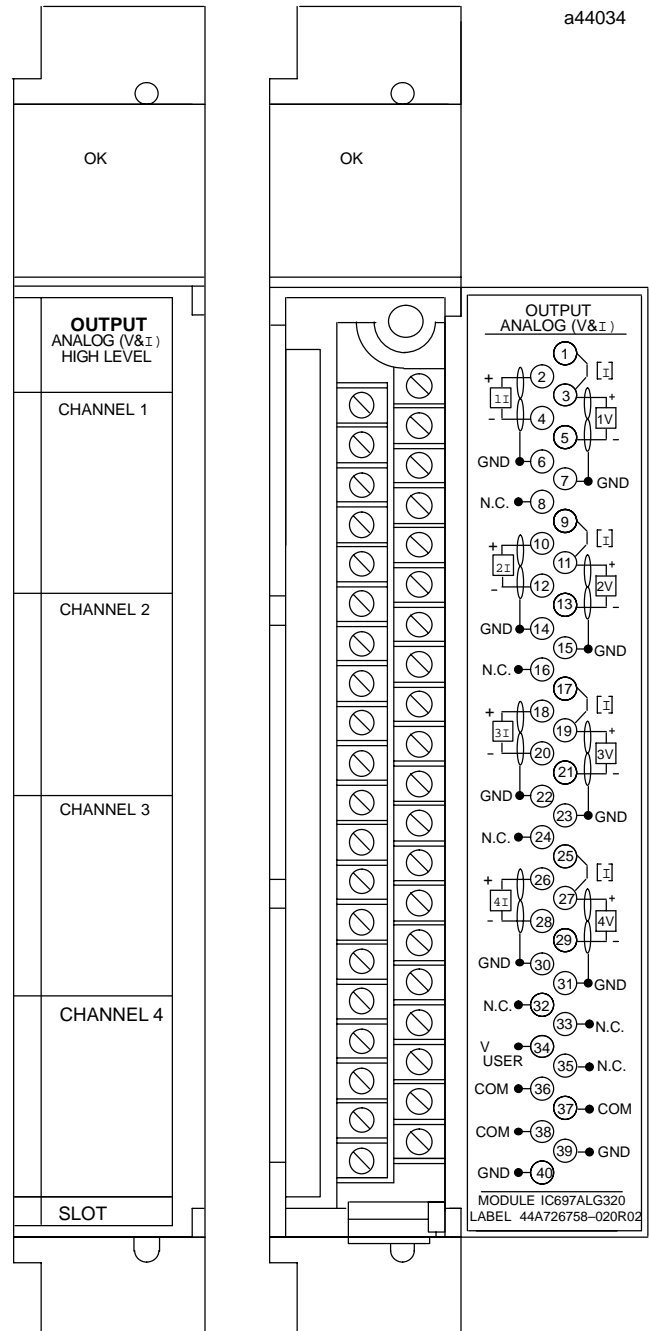 a44034
OK
OK
OUTPUT
ANALOG (V&I)
HIGH LEVEL
CHANNEL 1
CHANNEL 2
CHANNEL 3
CHANNEL 4
SLOT
OUTPUT
ANALOG (V&I)
1
[I]
+ 2
1I
3 +
1V
- 4
5 -
GND 6
7 GND
N.C. 8
9
[I]
+ 10
2I
11 +
2V
- 12
13 -
GND 14
15 GND
N.C. 16
17
[I]
+ 18
3I
19 +
3V
- 20
21 -
GND 22
23 GND
N.C. 24
25
[I]
+ 26
4I
27 +
4V
- 28
29 -
GND 30
31 GND
N.C. 32
33 N.C.
V
USER
34
35 N.C.
COM 36
37 COM
COM 38
39 GND
GND 40
MODULE IC697ALG320
LABEL 44A726758–020R02